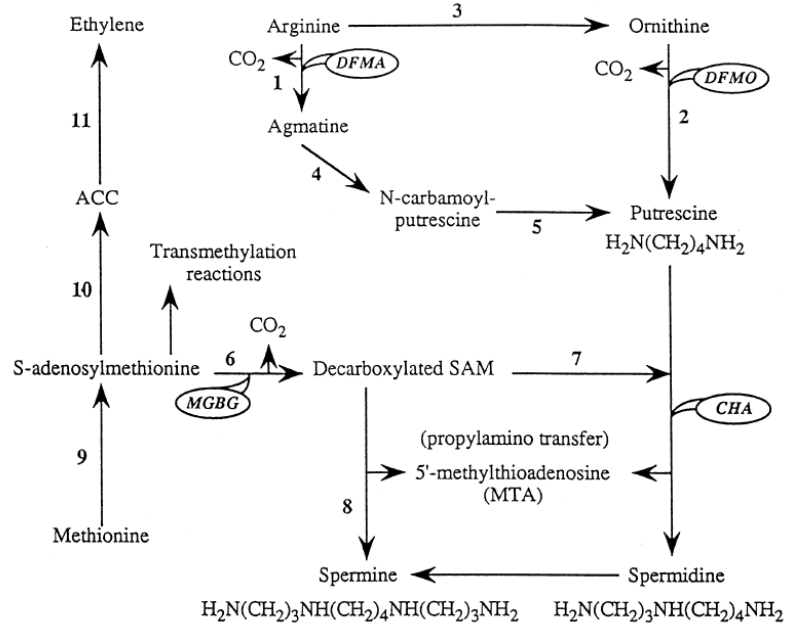 Ethylene
Arginine
3
Ornithine
CO2
DFMA
CO2
DFMO
1
11
2
Agmatine
4
ACC
N-carbamoyl-
putrescine
5
Putrescine
H2N(CH2)4NH2
Transmethylation
reactions
10
CO2
S-adenosylmethionine
6
Decarboxylated SAM
7
MGBG
CHA
(propylamino transfer)
9
5'-methylthioadenosine
(MTA)
8
Methionine
Spermine
Spermidine
H2N(CH2)3NH(CH2)4NH(CH2)3NH2
H2N(CH2)3NH(CH2)4NH2